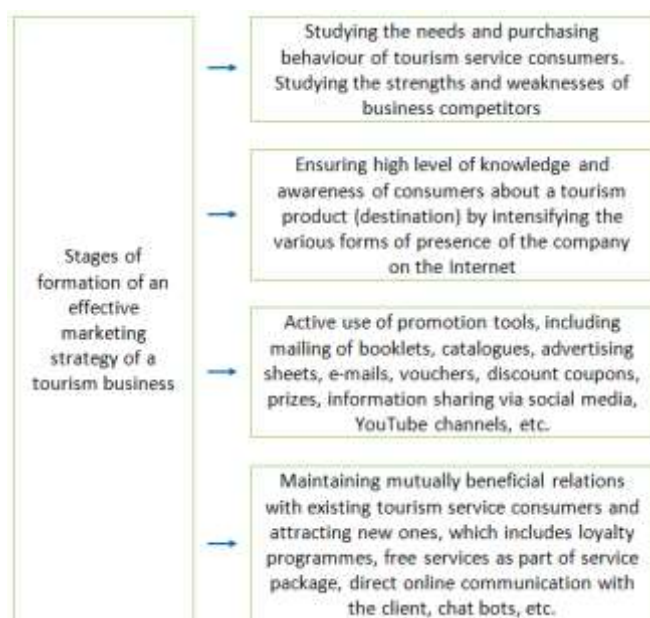 Stages of
formation of an
effective
marketing
strategy of a
tourism business
Studying the needs and purchasing
behaviour of tourism service consumers.
Studying the strengths and weaknesses of
business competitors
Ensuring high level of knowledge and
awareness of consumers about a tourism
product (destination) by intensifying the
various forms of presence of the company
on the Internet
Active use of promotion tools, including
mailing of booklets, catalogues, advertising
sheets, e-mails, vouchers, discount coupons,
prizes, information sharing via social media,
YouTube channels, etc.
Maintaining mutually beneficial relations
with existing tourism service consumers and
attracting new ones, which includes loyalty
programmes, free services as part of service
package, direct online communication with
the client, chat bots, etc.